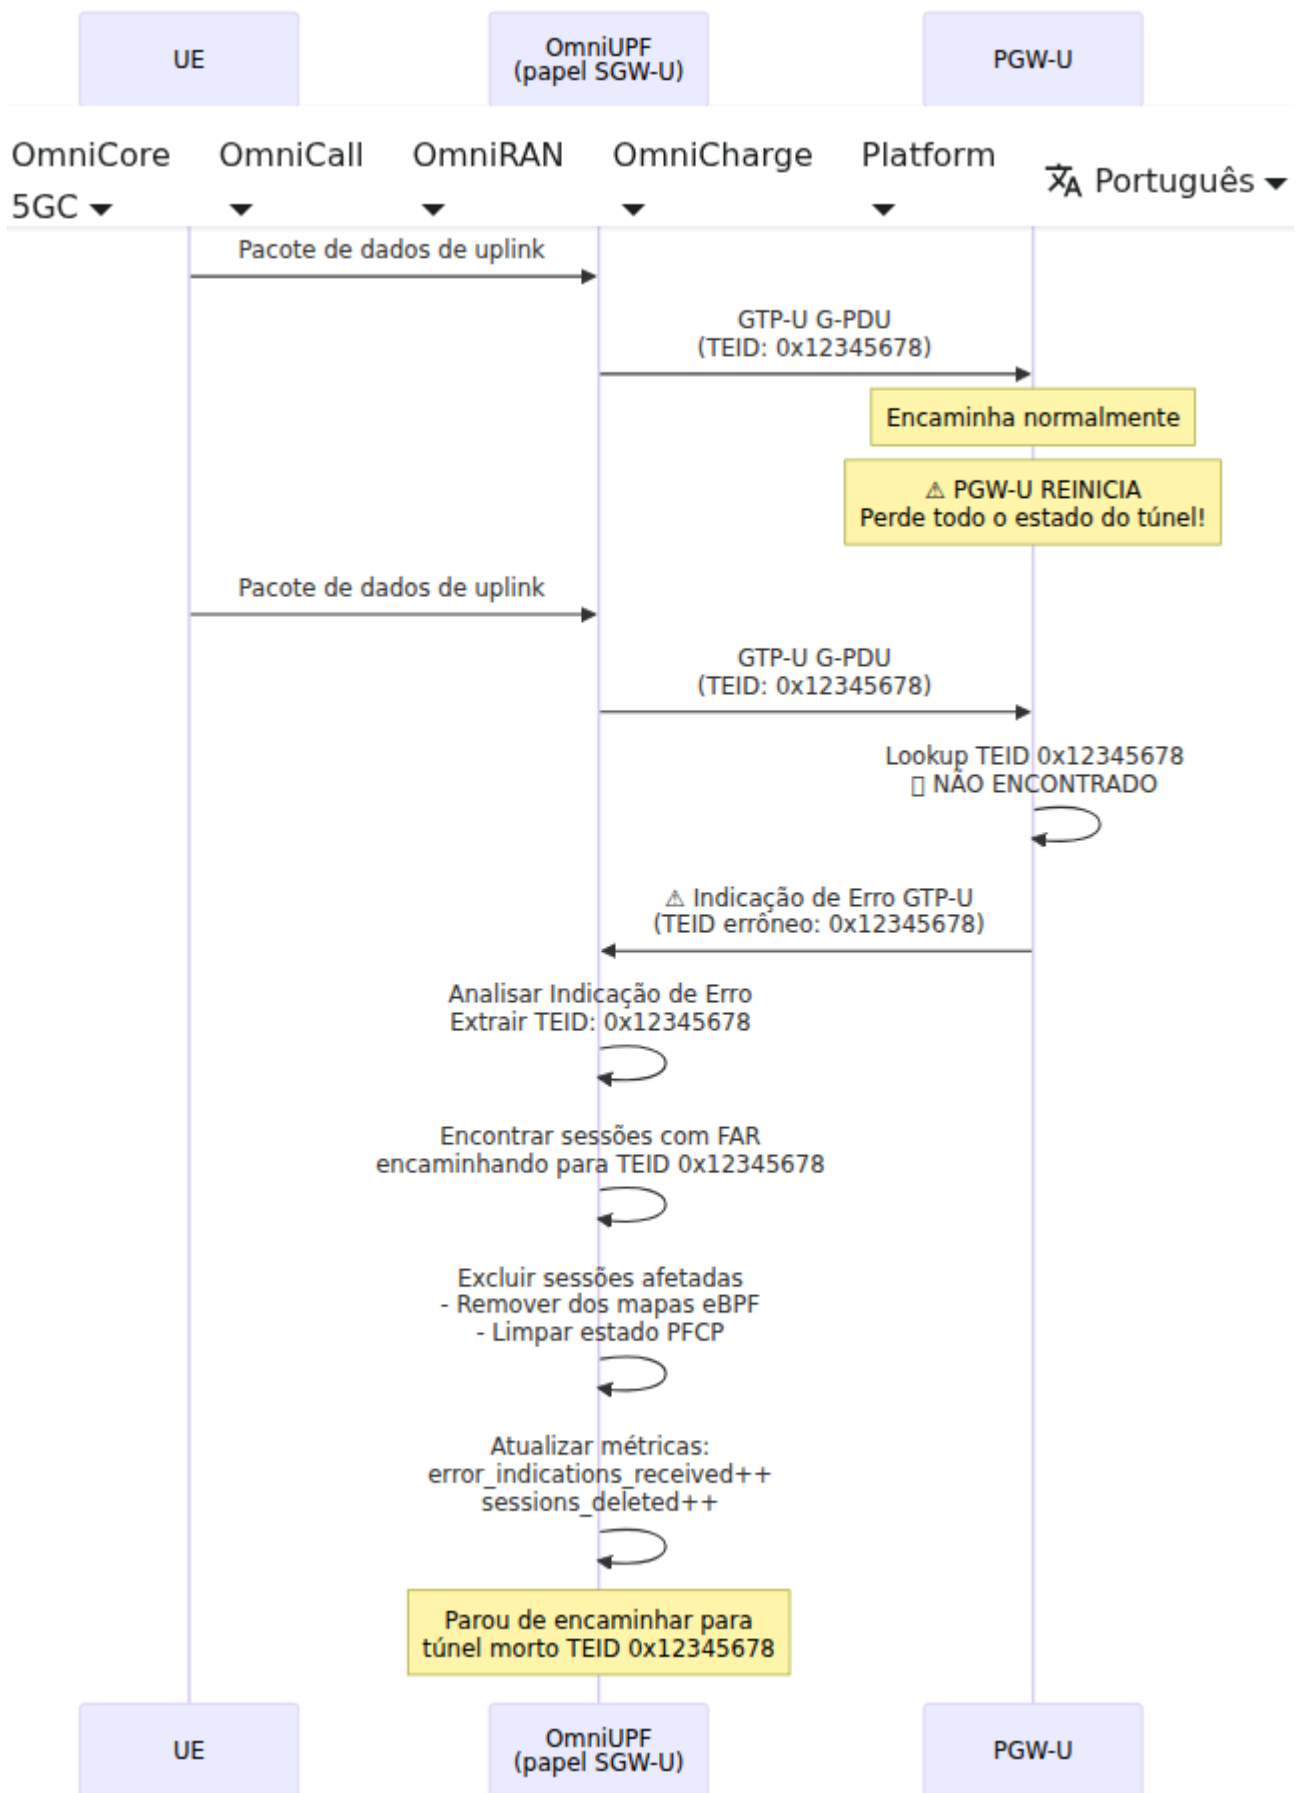 UE
OmniUPF
(papel SGW-U)
PGW-U
OmniCore
5GC
OmniCall
OmniRAN
OmniCharge
Platform
Português
Pacote de dados de uplink
GTP-U G-PDU
(TEID: 0x12345678)
Encaminha normalmente
⚠ PGW-U REINICIA
Perde todo o estado do túnel!
Pacote de dados de uplink
GTP-U G-PDU
(TEID: 0x12345678)
Lookup TEID 0x12345678
NÃO ENCONTRADO
⚠ Indicação de Erro GTP-U
(TEID errôneo: 0x12345678)
Analisar Indicação de Erro
Extrair TEID: 0x12345678
Encontrar sessões com FAR
encaminhando para TEID 0x12345678
Excluir sessões afetadas
- Remover dos mapas eBPF
- Limpar estado PFCP
Atualizar métricas:
error_indications_received++
sessions_deleted++
Parou de encaminhar para
túnel morto TEID 0x12345678
UE
OmniUPF
(papel SGW-U)
PGW-U